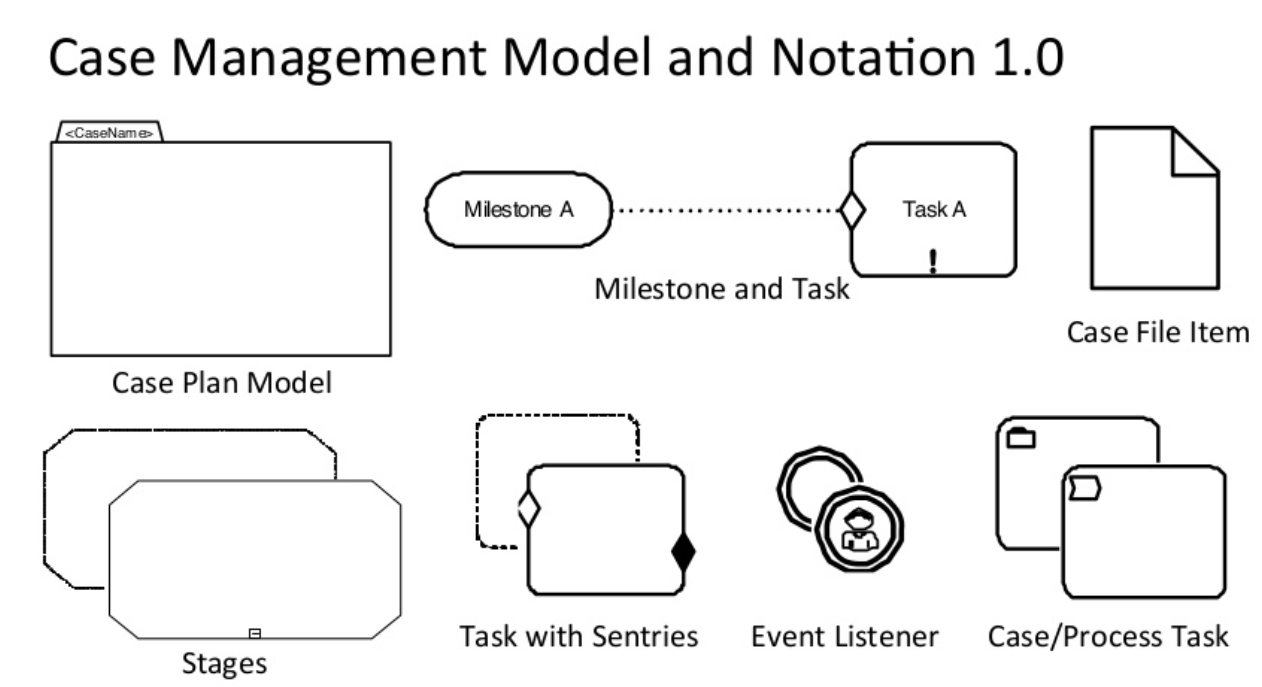 Case Management Model and Notation 1.0
<CaseName>
Milestone A
Task A
!
Milestone and Task
Case File Item
Case Plan Model
Task with Sentries
Event Listener
Case/Process Task
Stages